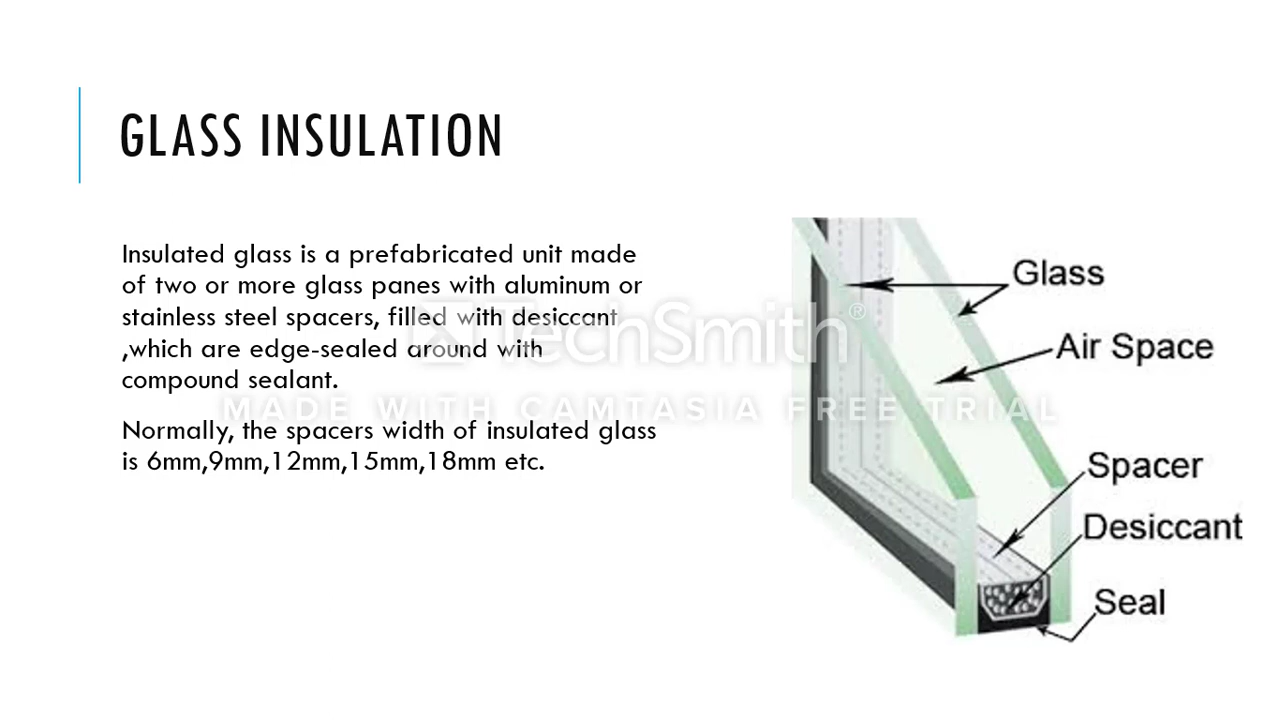 GLASS INSULATION
Insulated glass is a prefabricated unit made
of two or more glass panes with aluminum or
stainless steel spacers, filled with desiccant
,which are edge-sealed around with
compound sealant.
Normally, the spacers width of insulated glass
is 6mm,9mm,12mm,15mm,18mm etc.
Glass
Air Space
Spacer
Desiccant
Seal
TechSmith®
MADE WITH CAMTASIA FREE TRIAL